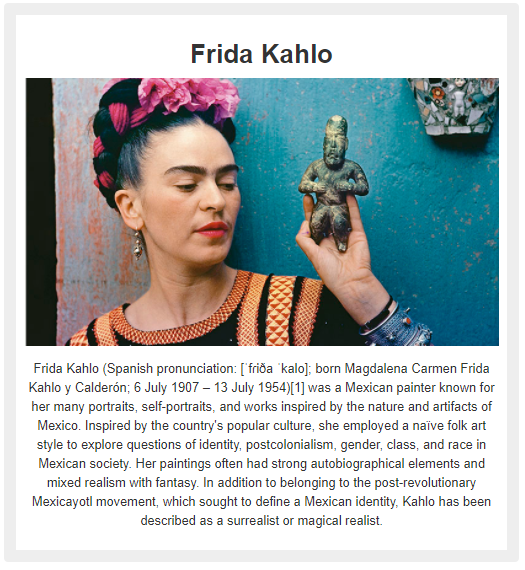 Frida Kahlo
Frida Kahlo (Spanish pronunciation: [ˈfriða ˈkalo]; born Magdalena Carmen Frida
Kahlo y Calderón; 6 July 1907 – 13 July 1954)[1] was a Mexican painter known for
her many portraits, self-portraits, and works inspired by the nature and artifacts of
Mexico. Inspired by the country's popular culture, she employed a naïve folk art
style to explore questions of identity, postcolonialism, gender, class, and race in
Mexican society. Her paintings often had strong autobiographical elements and
mixed realism with fantasy. In addition to belonging to the post-revolutionary
Mexicayotl movement, which sought to define a Mexican identity, Kahlo has been
described as a surrealist or magical realist.